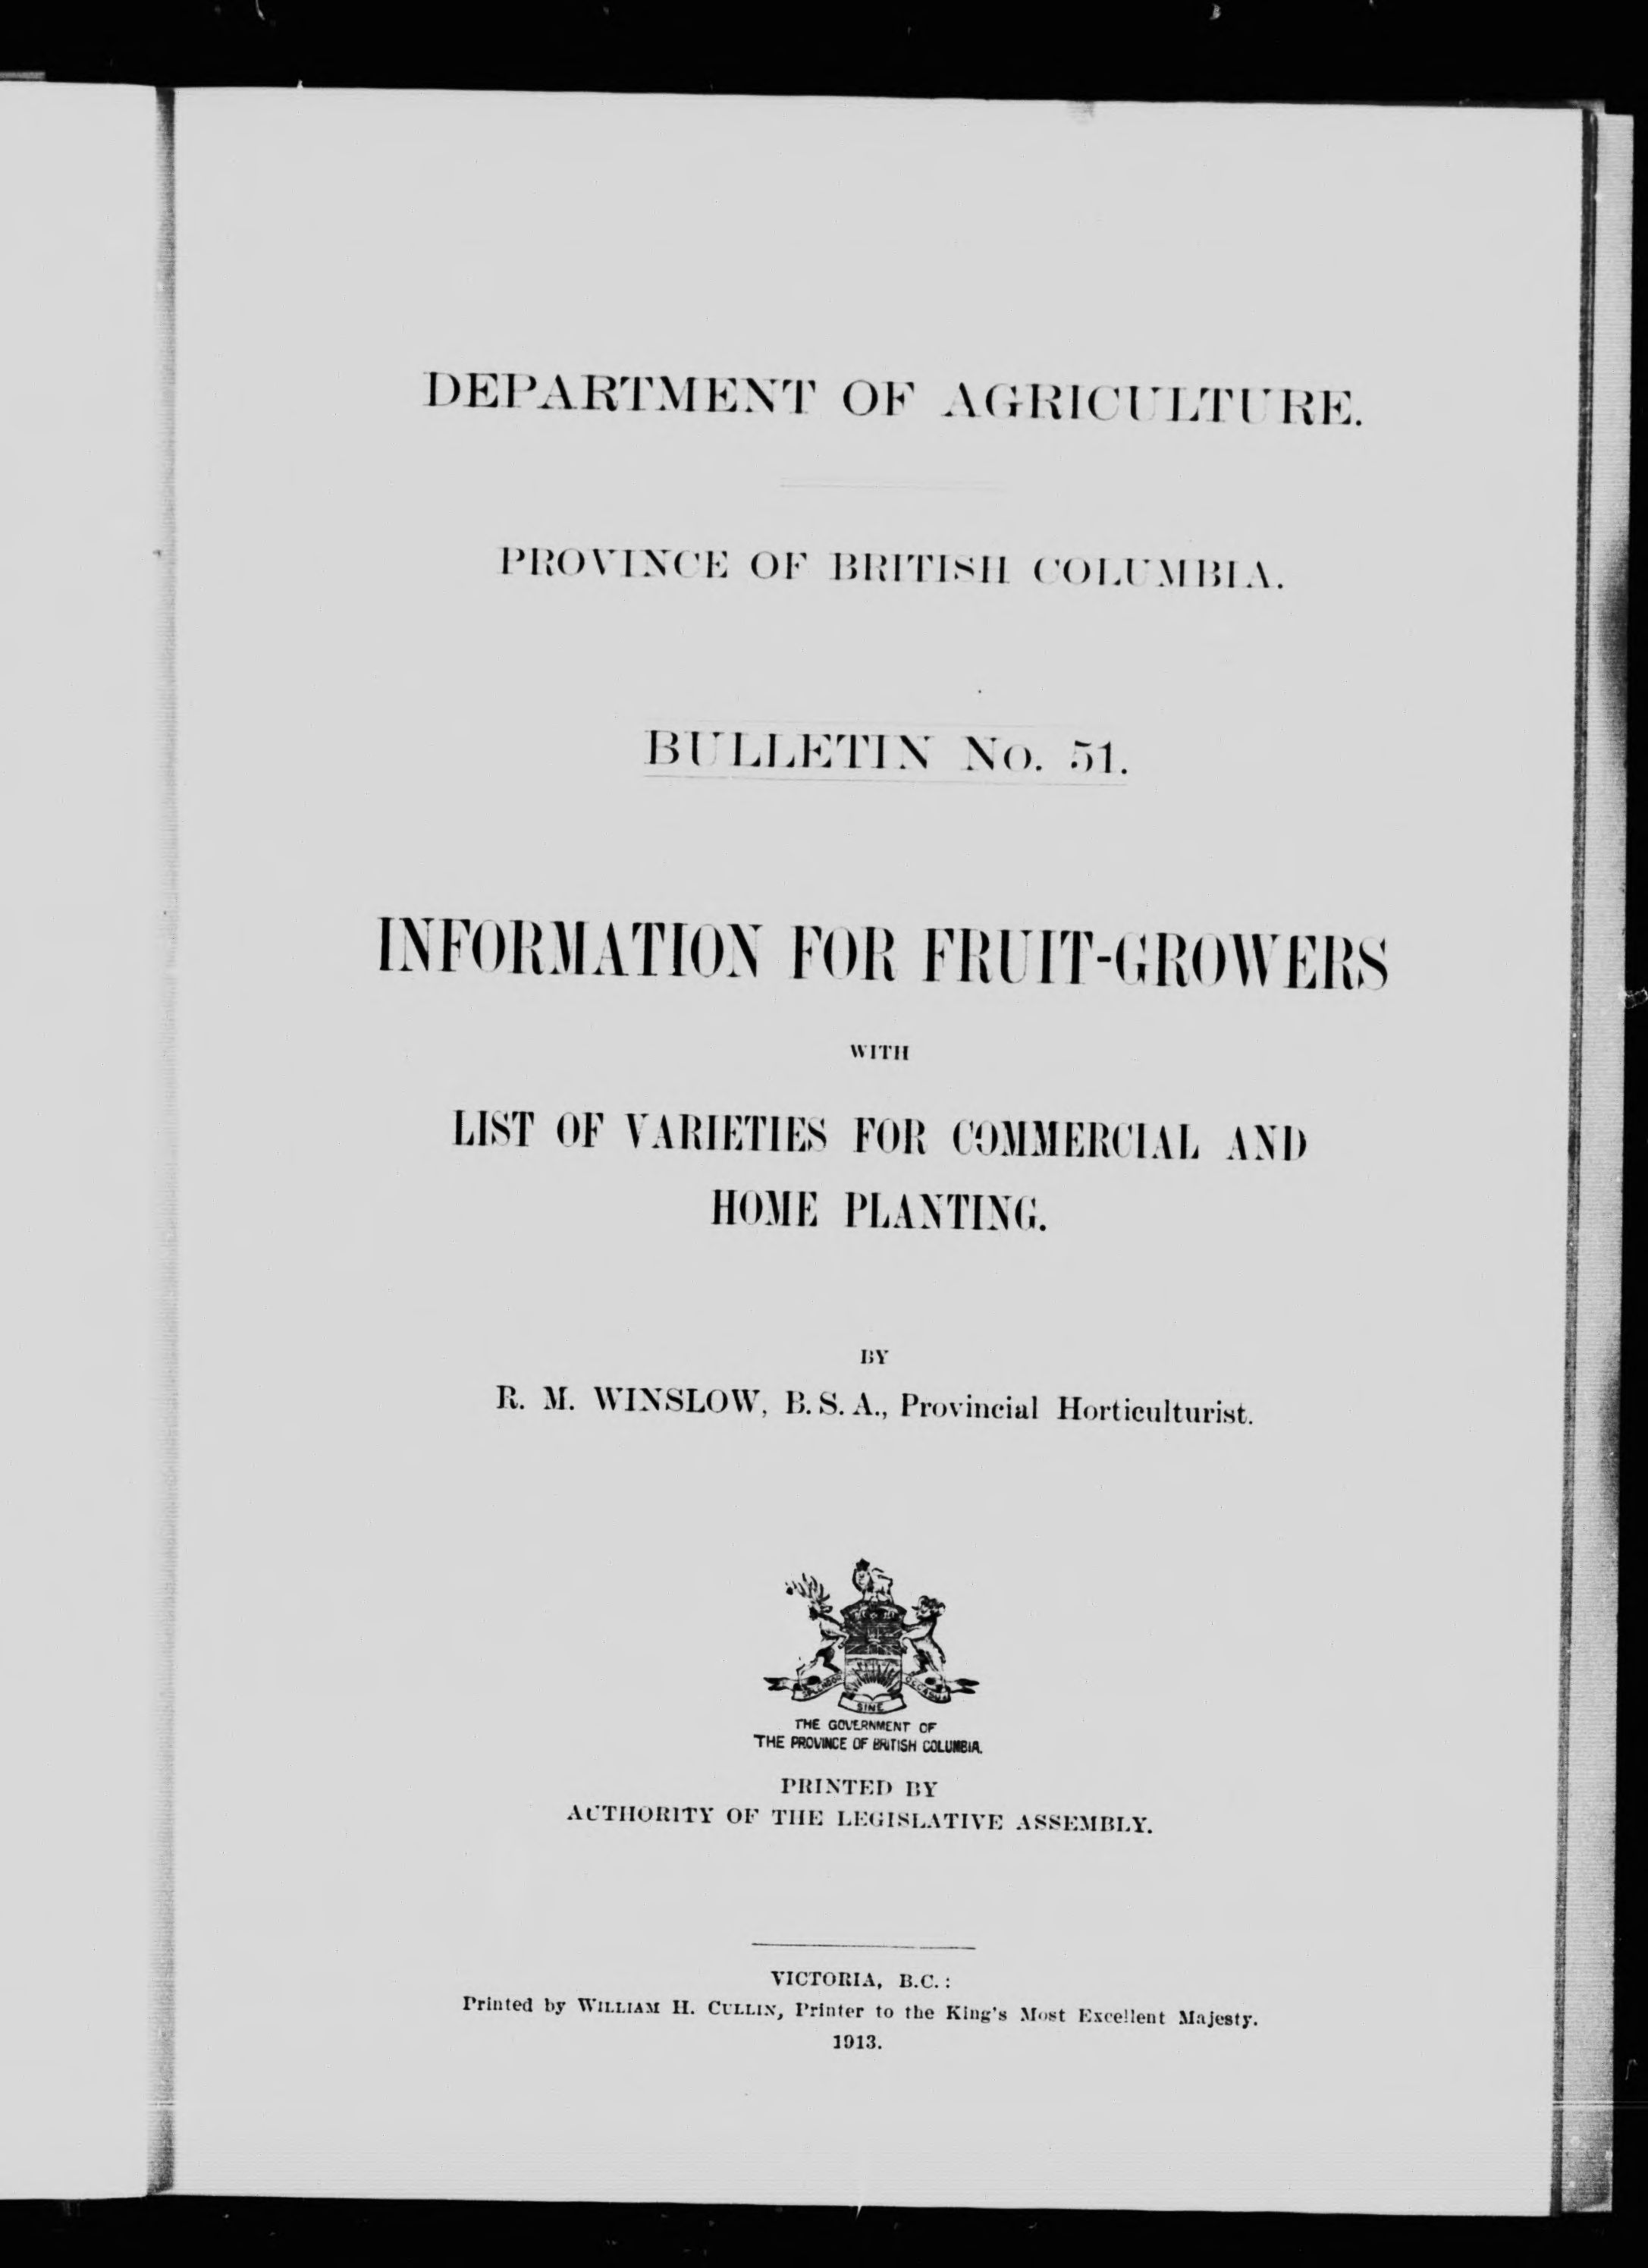 DEPARTMENT OF AGRICULTURE.
PROVINCE OF BRITISH COLUMBIA.
BULLETIN No. 51.
INFORMATION FOR FRUIT-GROWERS
WITH
LIST OF VARIETIES FOR COMMERCIAL AND
HOME PLANTING.
BY
R. M. WINSLOW, B.S.A., Provincial Horticulturist.
SPLENDOR SINE OCCASU
THE GOVERNMENT OF
THE PROVINCE OF BRITISH COLUMBIA.
PRINTED BY
AUTHORITY OF THE LEGISLATIVE ASSEMBLY.
VICTORIA, B.C.:
Printed by WILLIAM H. CULLIN, Printer to the King's Most Excellent Majesty.
1913.